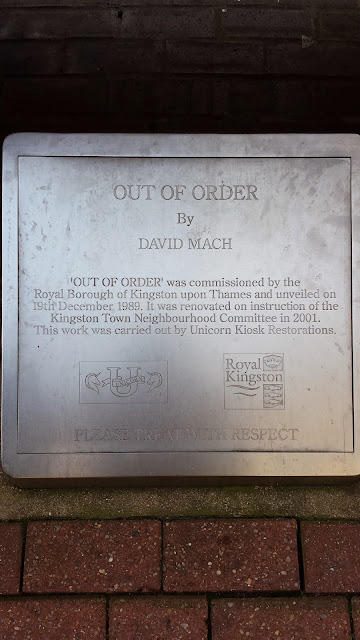 OUT OF ORDER
By
DAVID MACH
'OUT OF ORDER' was commissioned by the
Royal Borough of Kingston upon Thames and unveiled on
19th December 1989. It was renovated on instruction of the
Kingston Town Neighbourhood Committee in 2001.
This work was carried out by Unicorn Kiosk Restorations.
U
Royal
Kingston
PLEASE TREAT WITH RESPECT